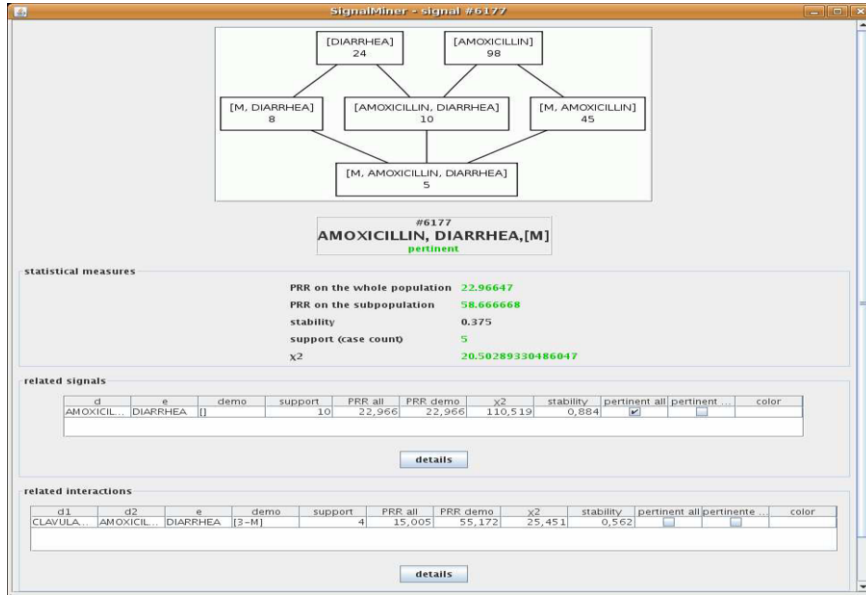 SignalMiner - signal #6177
[DIARRHEA] [AMOXICILLIN]
24 98
[M, DIARRHEA] [AMOXICILLIN, DIARRHEA] [M, AMOXICILLIN]
8 10 45
[M, AMOXICILLIN, DIARRHEA]
5
#6177
AMOXICILLIN, DIARRHEA,[M]
pertinent
statistical measures
PRR on the whole population 22.96647
PRR on the subpopulation 58.666668
stability 0.375
support (case count) 5
χ2 20.50289330486047
related signals
d e demo support PRR all PRR demo χ2 stability pertinent all pertinent ... color
AMOXICIL... DIARRHEA [] 10 22,966 22,966 110,519 0,884
details
related interactions
d1 d2 e demo support PRR all PRR demo χ2 stability pertinent all pertinente ... color
CLAVULA... AMOXICIL... DIARRHEA [3-M] 4 15,005 55,172 25,451 0,562
details